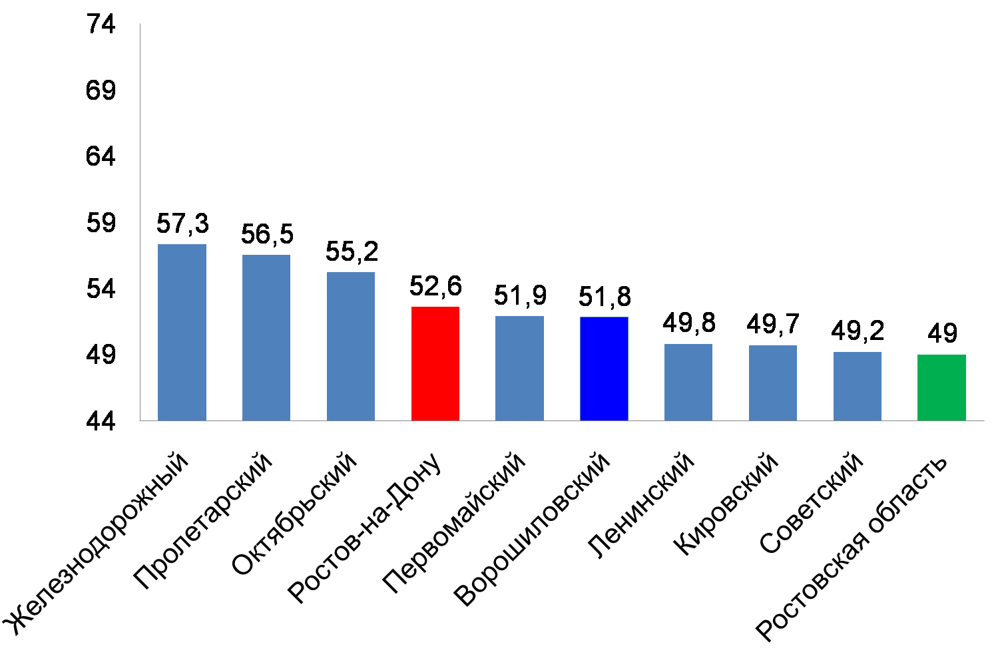 74
69
64
59
54
49
44
57,3
56,5
55,2
52,6
51,9
51,8
49,8
49,7
49,2
49
Железнодорожный
Пролетарский
Октябрьский
Ростов-на-Дону
Первомайский
Ворошиловский
Ленинский
Кировский
Советский
Ростовская область